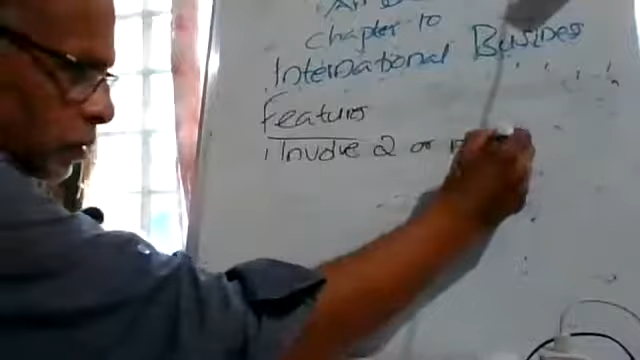 Chapter 10
International Business
Features
1 Involve 2 or